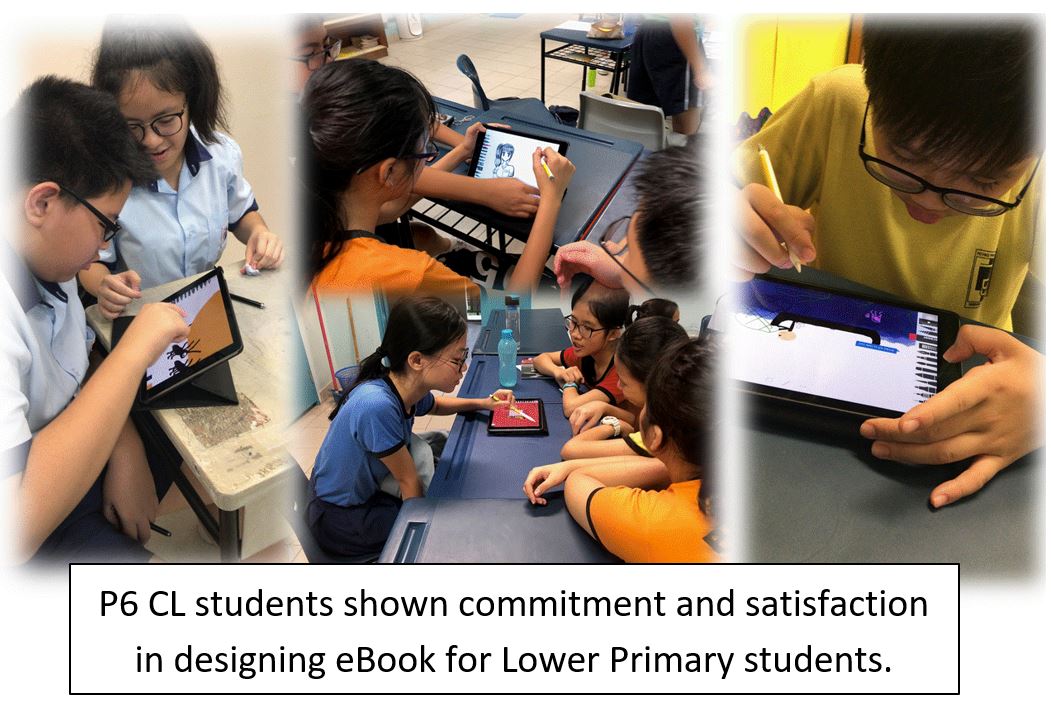 P6 CL students shown commitment and satisfaction
in designing eBook for Lower Primary students.